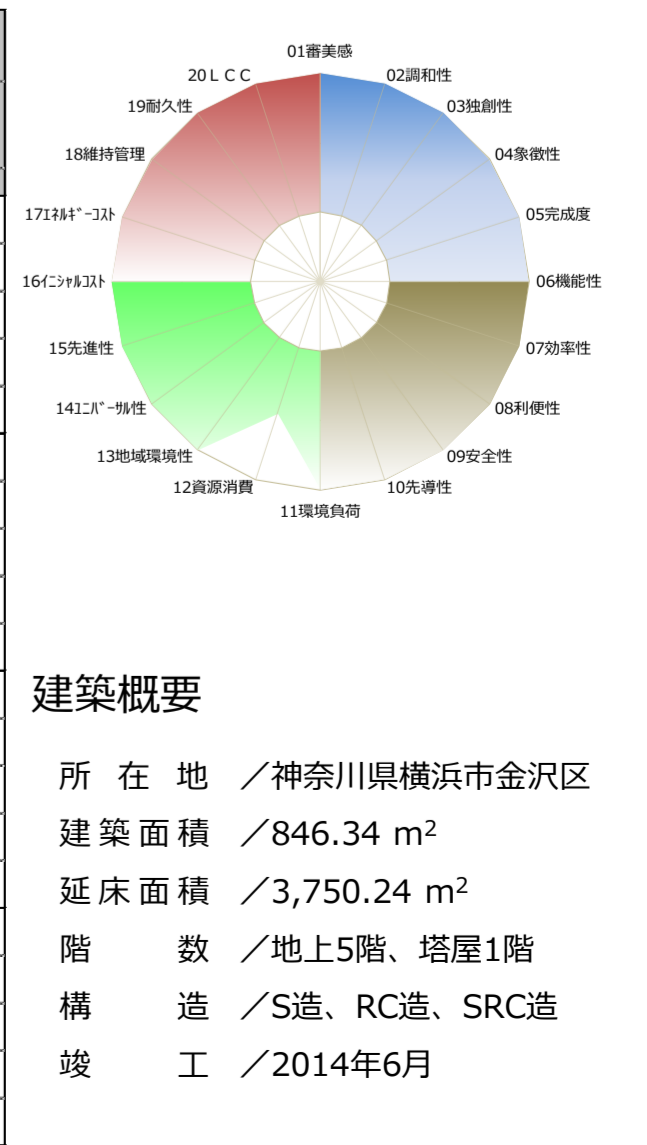 01審美感
02調和性
03独創性
04象徴性
05完成度
06機能性
07効率性
08利便性
09安全性
10先導性
11環境負荷
12資源消費
13地域環境性
14ﾕﾆﾊﾞｰｻﾙ性
15先進性
16ｲﾆｼｬﾙｺｽﾄ
17ｴﾈﾙｷﾞｰｺｽﾄ
18維持管理
19耐久性
20ＬＣＣ
建築概要
所在地／神奈川県横浜市金沢区
建築面積／846.34 m²
延床面積／3,750.24 m²
階数／地上5階、塔屋1階
構造／S造、RC造、SRC造
竣工／2014年6月